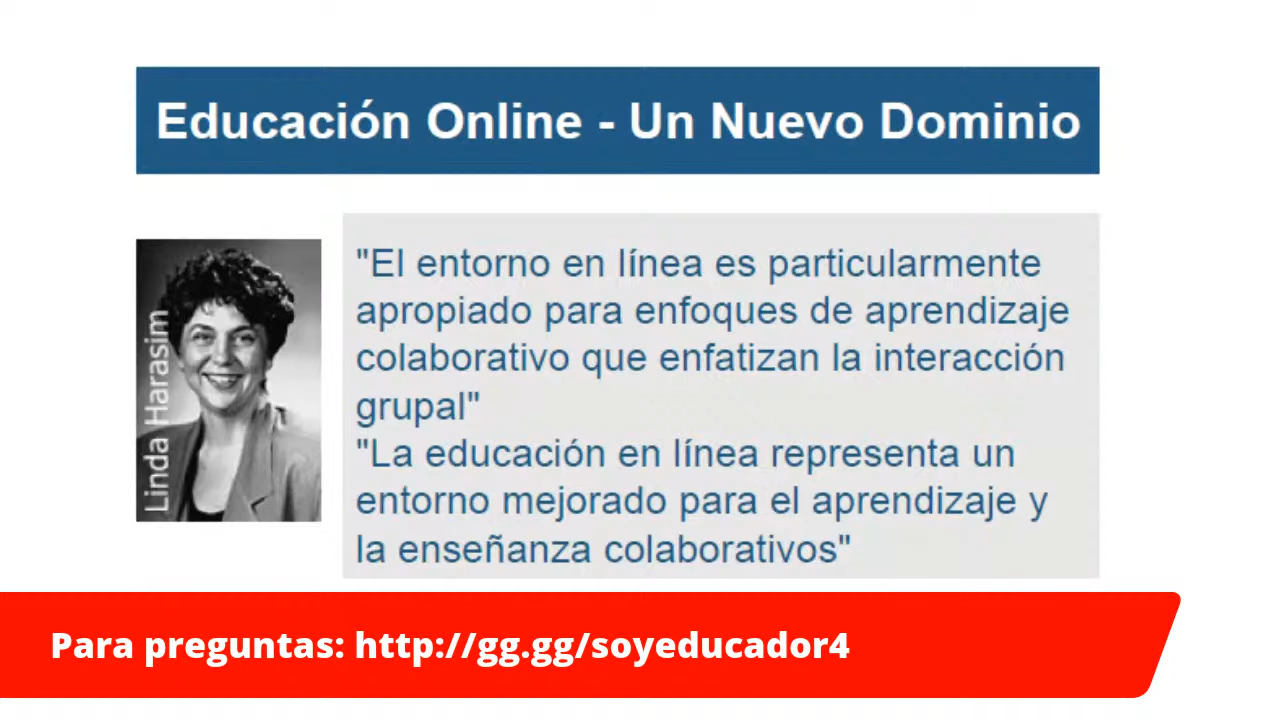 Educación Online - Un Nuevo Dominio
Linda Harasim
"El entorno en línea es particularmente
apropiado para enfoques de aprendizaje
colaborativo que enfatizan la interacción
grupal"
"La educación en línea representa un
entorno mejorado para el aprendizaje y
la enseñanza colaborativos"
Para preguntas: http://gg.gg/soyeducador4